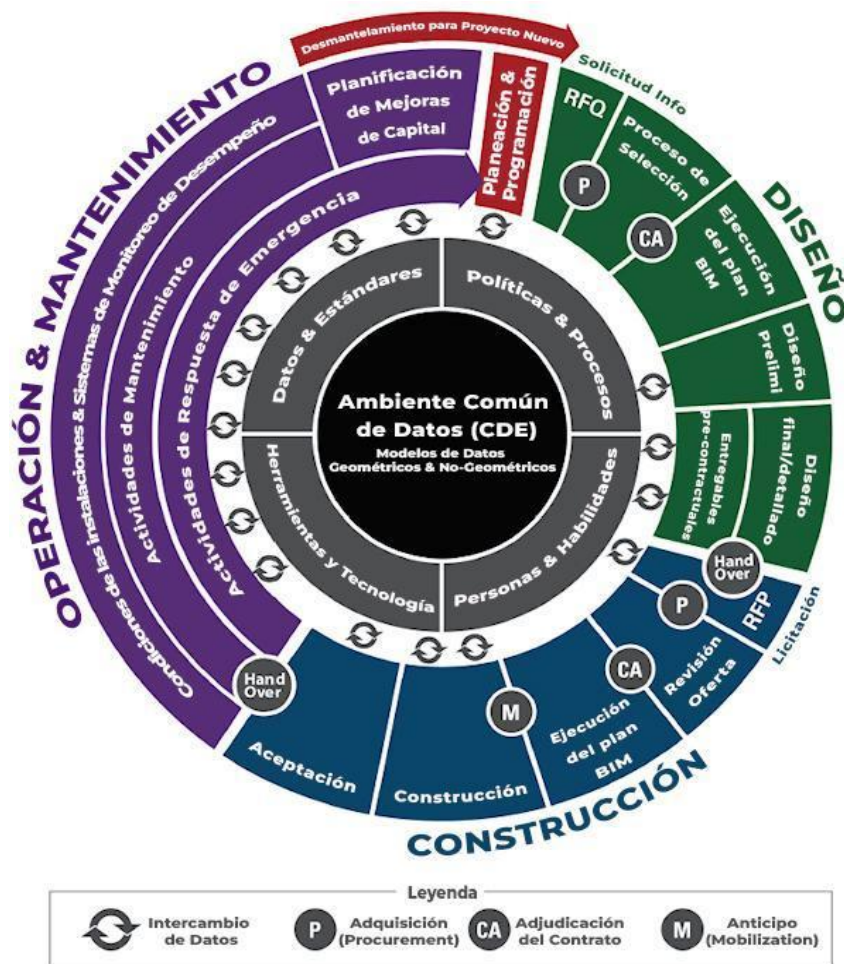 Desmantelamiento para Proyecto Nuevo
OPERACIÓN & MANTENIMIENTO
Planificación
de Mejoras
de Capital
Condiciones de las instalaciones & Sistemas de Monitoreo de Desempeño
Actividades de Mantenimiento
Actividades de Respuesta de Emergencia
Planeación &
Programación
Solicitud Info
RFQ
P
Proceso de
Selección
CA
DISEÑO
Ejecución
del plan
BIM
Diseño
Prelimi
Diseño
final/detallado
Entregables
pre-contractuales
Hand
Over
Licitación
RFP
P
Revisión
Oferta
CA
Ejecución
del plan
BIM
M
CONSTRUCCIÓN
Construcción
Aceptación
Hand
Over
Datos & Estándares
Políticas & Procesos
Herramientas y Tecnología
Personas & Habilidades
Ambiente Común
de Datos (CDE)
Modelos de Datos
Geométricos & No-Geométricos
Leyenda
Intercambio
de Datos
P
Adquisición
(Procurement)
CA
Adjudicación
del Contrato
M
Anticipo
(Mobilization)